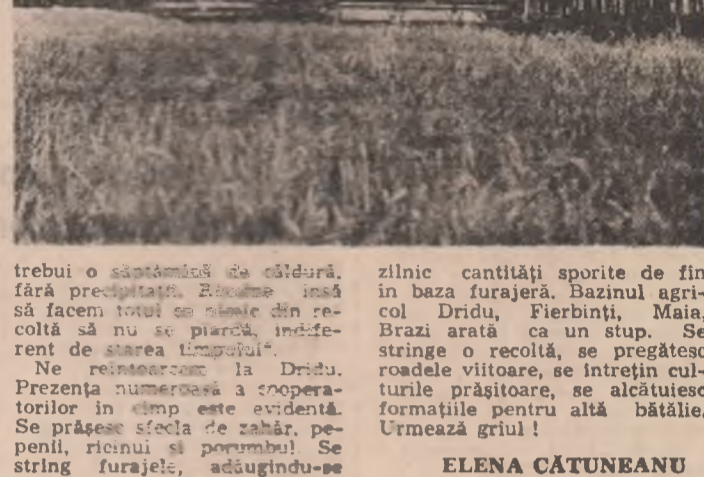 trebui o săptămînă de căldură,
fără precipitații. Rămîne însă
să facem totul ca nimic din re-
coltă să nu se piardă, indife-
rent de starea timpului“.
Ne reîntoarcem la Dridu.
Prezența numeroasă a coopera-
torilor în cîmp este evidentă.
Se prășesc sfecla de zahăr, pe-
penii, ricinul și porumbul. Se
string furajele, adăugindu-se
zilnic cantități sporite de fîn
în baza furajeră. Bazinul agri-
col Dridu, Fierbinți, Maia,
Brazi arată ca un stup. Se
stringe o recoltă, se pregătesc
roadele viitoare, se întrețin cul-
turile prășitoare, se alcătuiesc
formațiile pentru altă bătălie.
Urmează griul !
ELENA CĂTUNEANU